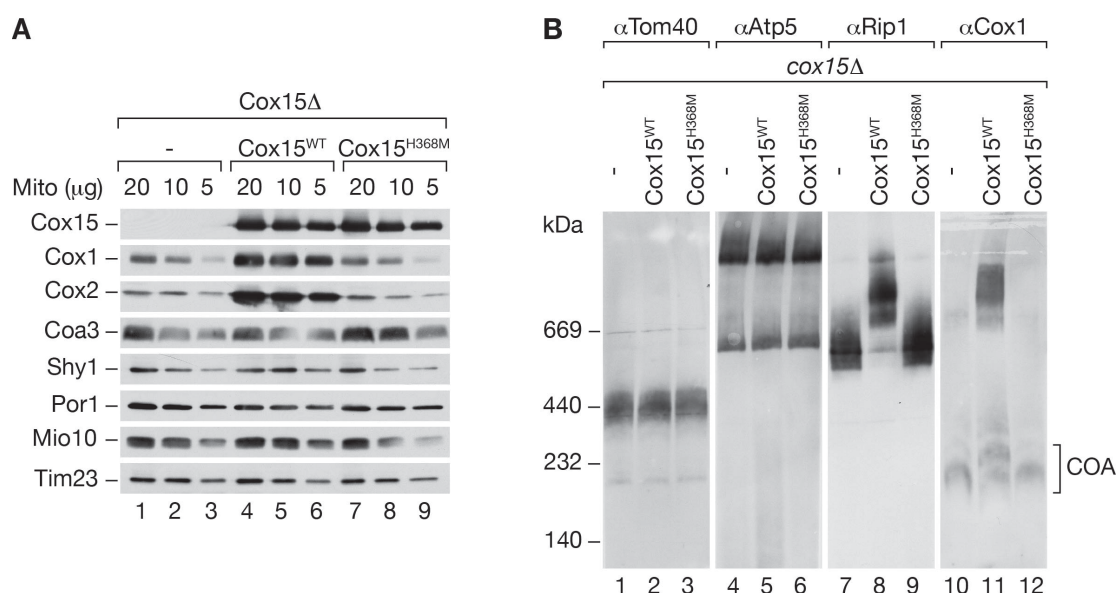 A
Cox15Δ
- Cox15WT Cox15H368M
Mito (μg) 20 10 5 20 10 5 20 10 5
Cox15
Cox1
Cox2
Coa3
Shy1
Por1
Mio10
Tim23
1 2 3 4 5 6 7 8 9
B
αTom40 αAtp5 αRip1 αCox1
cox15Δ
- Cox15WT Cox15H368M - Cox15WT Cox15H368M - Cox15WT Cox15H368M - Cox15WT Cox15H368M
kDa
669
440
232
140
COA
1 2 3 4 5 6 7 8 9 10 11 12